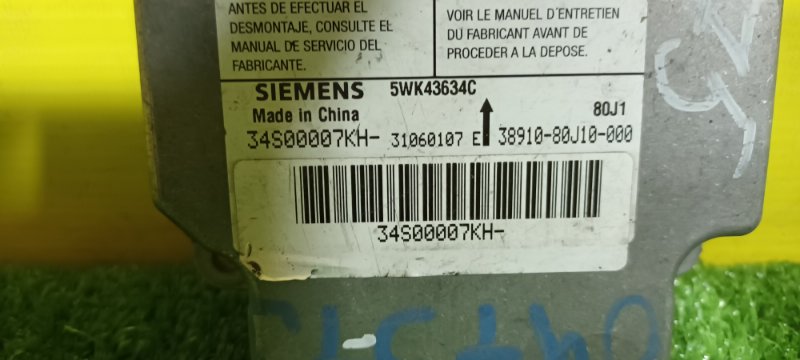 ANTES DE EFECTUAR EL
DESMONTAJE, CONSULTE EL
MANUAL DE SERVICIO DEL
FABRICANTE.
VOIR LE MANUEL D'ENTRETIEN
DU FABRICANT AVANT DE
PROCEDER A LA DEPOSE.
SIEMENS 5WK43634C
Made in China 80J1
34S00007KH- 31060107 E 38910-80J10-000
34S00007KH-